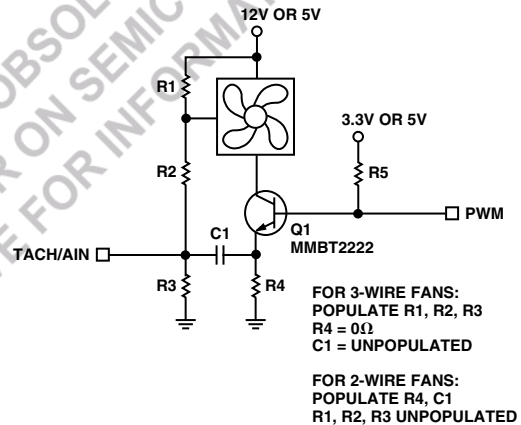 12V OR 5V
R1
3.3V OR 5V
R2
R5
PWM
Q1
MMBT2222
C1
TACH/AIN
R3
R4
FOR 3-WIRE FANS:
POPULATE R1, R2, R3
R4 = 0Ω
C1 = UNPOPULATED
FOR 2-WIRE FANS:
POPULATE R4, C1
R1, R2, R3 UNPOPULATED